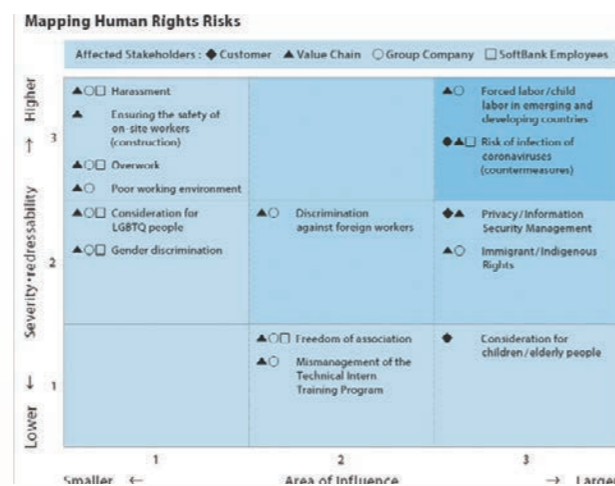 Mapping Human Rights Risks
Affected Stakeholders : ◆ Customer ▲ Value Chain ○ Group Company □ SoftBank Employees
Higher
→
3
Severity・redressability
2
1
←
Lower
▲○□ Harassment
▲ Ensuring the safety of
on-site workers
(construction)
▲○□ Overwork
▲○ Poor working environment
▲○ Forced labor/child
labor in emerging and
developing countries
◆▲□ Risk of infection of
coronaviruses
(countermeasures)
▲○□ Consideration for
LGBTQ people
▲○□ Gender discrimination
▲○ Discrimination
against foreign workers
◆▲ Privacy/Information
Security Management
▲○ Immigrant/Indigenous
Rights
▲○□ Freedom of association
▲○ Mismanagement of the
Technical Intern
Training Program
◆ Consideration for
children/elderly people
1 2 3
Smaller ← Area of Influence → Large